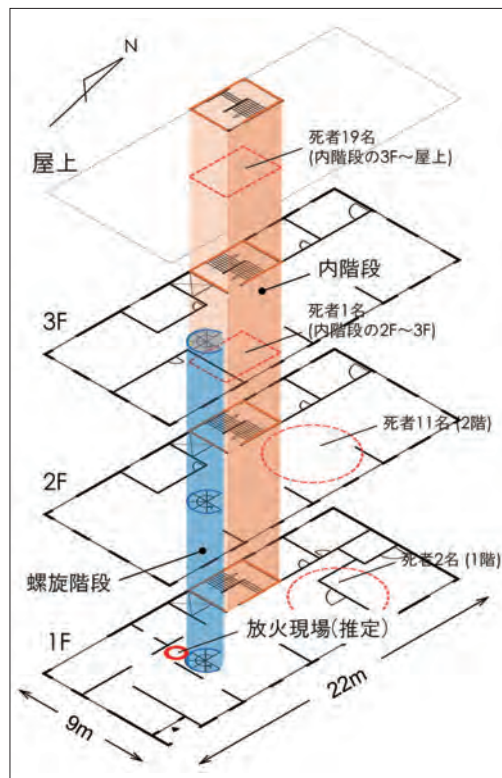 N
屋上
死者19名
(内階段の3F〜屋上)
内階段
3F
死者1名
(内階段の2F〜3F)
死者11名 (2階)
2F
螺旋階段
死者2名 (1階)
放火現場(推定)
1F
22m
9m